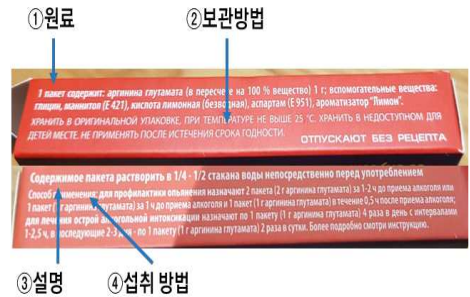 ①원료
②보관방법
1 пакет содержит: аргинина глутамата (в пересчете на 100 % вещество) 1 г; вспомогательные вещества:
глицин, маннитол (Е 421), кислота лимонная (безводная), аспартам (Е 951), ароматизатор "Лимон".
ХРАНИТЬ В ОРИГИНАЛЬНОЙ УПАКОВКЕ. ПРИ ТЕМПЕРАТУРЕ НЕ ВЫШЕ 25 °С. ХРАНИТЬ В НЕДОСТУПНОМ ДЛЯ
ДЕТЕЙ МЕСТЕ. НЕ ПРИМЕНЯТЬ ПОСЛЕ ИСТЕЧЕНИЯ СРОКА ГОДНОСТИ.
ОТПУСКАЮТ БЕЗ РЕЦЕПТА
Содержимое пакета растворить в 1/4 - 1/2 стакана воды непосредственно перед употреблением
Способ применения: для профилактики опьянения назначают 2 пакета (2 г аргинина глутамата) за 1-2 ч до приема алкоголя или
1 пакет (1 г аргинина глутамата) за 1 ч до приема алкоголя и 1 пакет (1 г аргинина глутамата) в течение 0,5 ч после приема алкоголя;
для лечения острой алкогольной интоксикации назначают по 1 пакету (1 г аргинина глутамата) 4 раза в день с интервалами
1-2,5 ч, в последующие 2-3 дня - по 1 пакету (1 г аргинина глутамата) 2 раза в сутки. Более подробно смотри инструкцию.
③설명
④섭취 방법